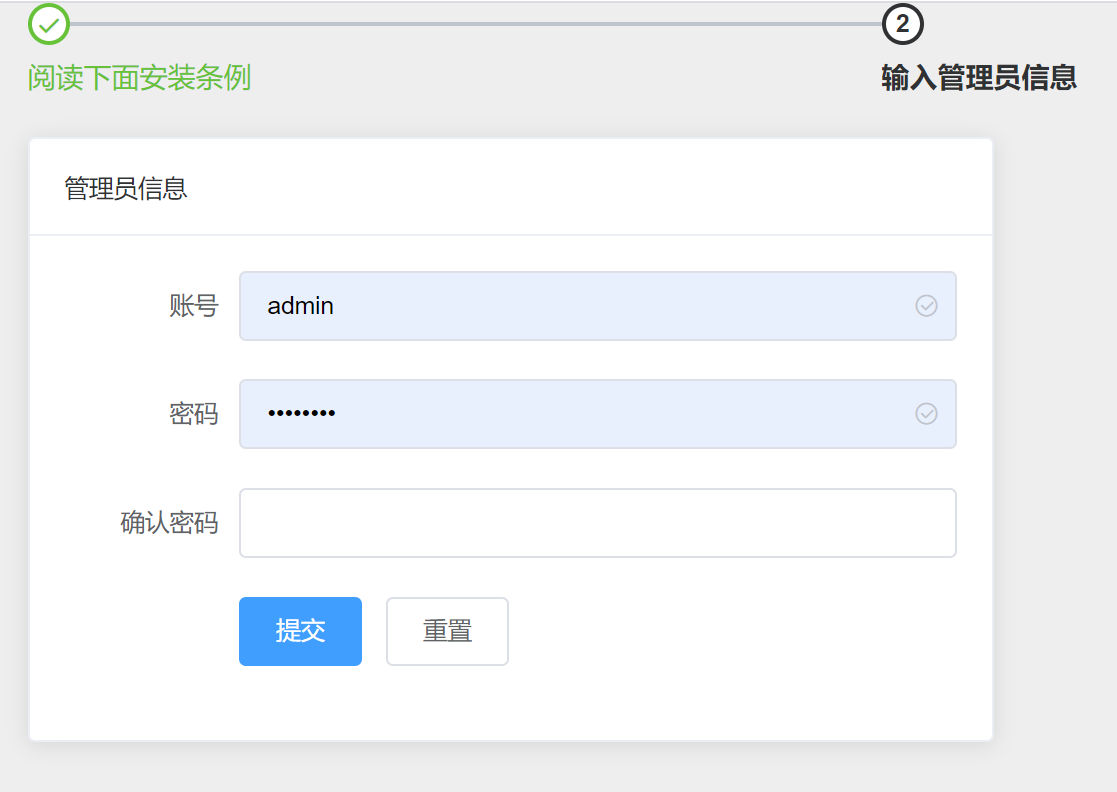 2
阅读下面安装条例
输入管理员信息
管理员信息
账号
admin
密码
••••••••
确认密码
提交
重置